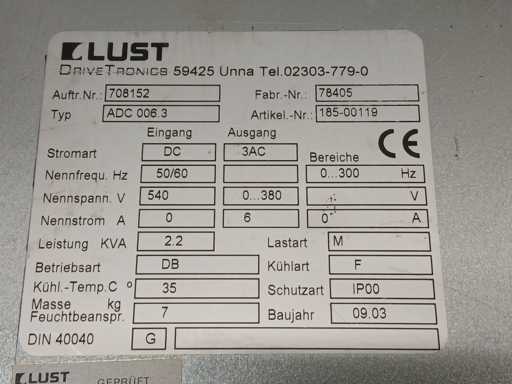 LUST
DRIVETRONICS 59425 Unna Tel.02303-779-0
Auftr.Nr.: 708152 Fabr.-Nr.: 78405
Typ ADC 006.3 Artikel.-Nr.: 185-00119
Eingang Ausgang
CE
Stromart DC 3AC Bereiche
Nennfrequ. Hz 50/60 0...300 Hz
Nennspann. V 540 0...380 V
Nennstrom A 0 6 0 A
Leistung KVA 2.2 Lastart M
Betriebsart DB Kühlart F
Kühl.-Temp.C ° 35 Schutzart IP00
Masse kg
Feuchtbeanspr. 7 Baujahr 09.03
DIN 40040 G
LUST GEPRÜFT